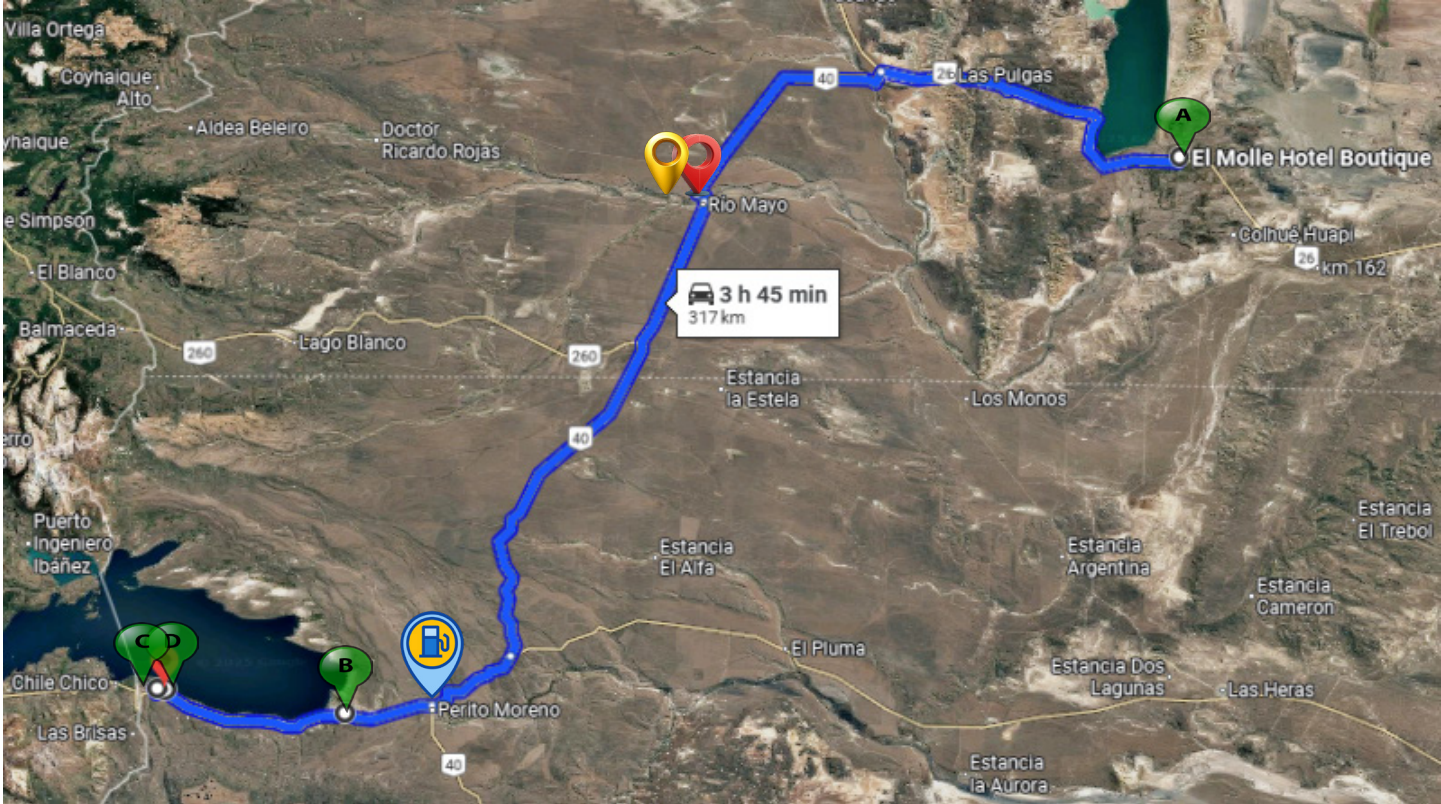 Villa Ortega
Coyhaique
Alto
40
26
Las Pulgas
A
Aldea Beleiro
Doctor
Ricardo Rojas
yhaique
El Molle Hotel Boutique
Río Mayo
e Simpson
Colhué Huapi
26
km 162
El Blanco
3 h 45 min
317 km
Balmaceda
260
Lago Blanco
260
Estancia
la Estela
Los Monos
40
erro
Puerto
Ingeniero
Ibáñez
Estancia
El Alfa
Estancia
Argentina
Estancia
El Trebol
Estancia
Cameron
C
D
B
El Pluma
Chile Chico
Estancia Dos
Lagunas
Las Heras
Perito Moreno
Las Brisas
40
Estancia
la Aurora